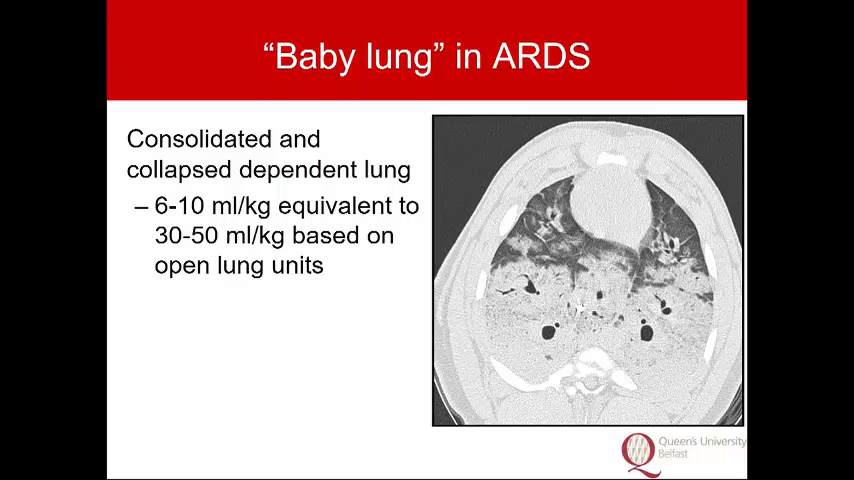 “Baby lung” in ARDS
Consolidated and
collapsed dependent lung
– 6-10 ml/kg equivalent to
30-50 ml/kg based on
open lung units
Queen's University
Belfast